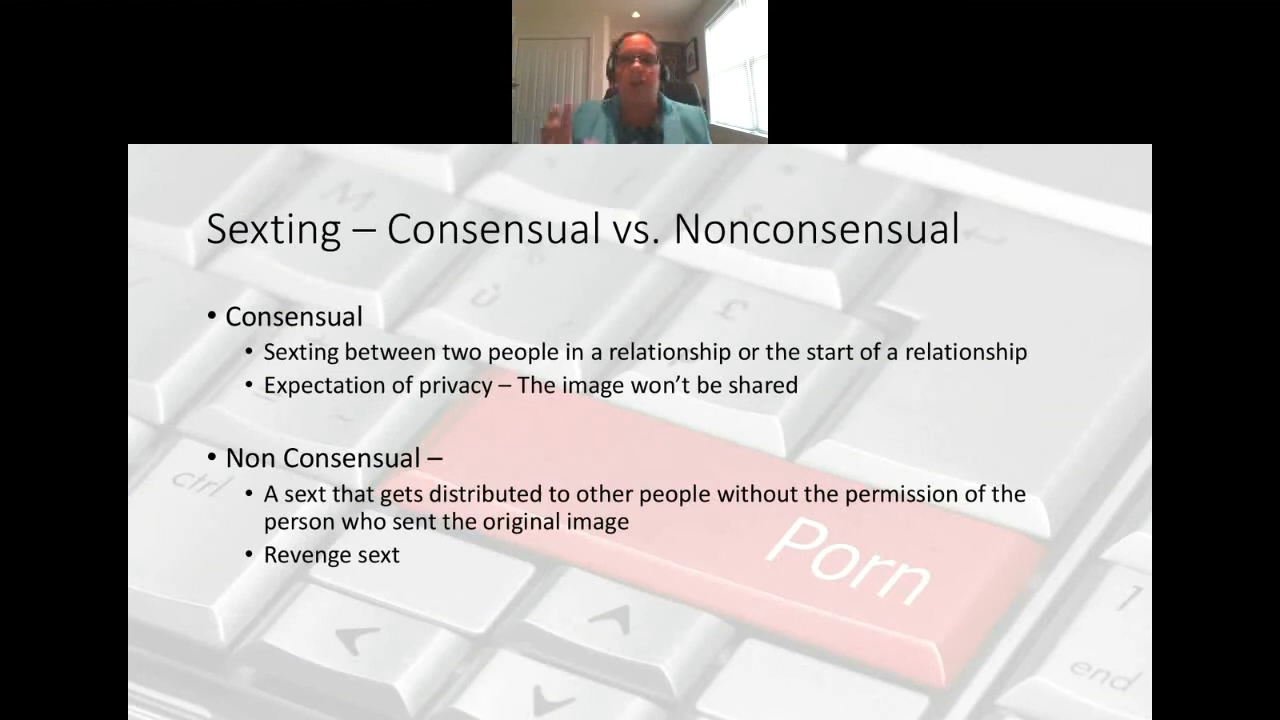 Sexting – Consensual vs. Nonconsensual
• Consensual
• Sexting between two people in a relationship or the start of a relationship
• Expectation of privacy – The image won’t be shared
• Non Consensual –
• A sext that gets distributed to other people without the permission of the
person who sent the original image
• Revenge sext
M
£
ctrl
Porn
1
end